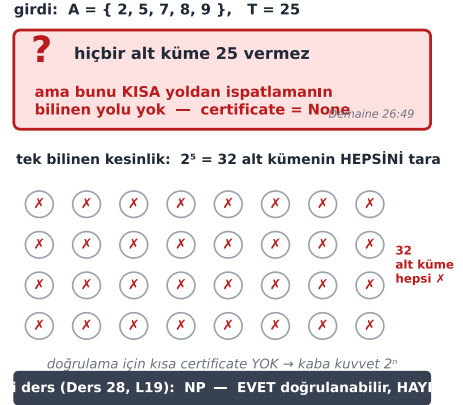 girdi: A = { 2, 5, 7, 8, 9 }, T = 25
? hiçbir alt küme 25 vermez
ama bunu KISA yoldan ispatlamanın
bilinen yolu yok — certificate = None
Demaine 26:49
tek bilinen kesinlik: 2⁵ = 32 alt kümenin HEPSİNİ tara
✗ ✗ ✗ ✗ ✗ ✗ ✗ ✗
✗ ✗ ✗ ✗ ✗ ✗ ✗ ✗
✗ ✗ ✗ ✗ ✗ ✗ ✗ ✗
✗ ✗ ✗ ✗ ✗ ✗ ✗ ✗
32
alt küme
hepsi ✗
doğrulama için kısa certificate YOK → kaba kuvvet 2ⁿ
i ders (Ders 28, L19): NP — EVET doğrulanabilir, HAYI